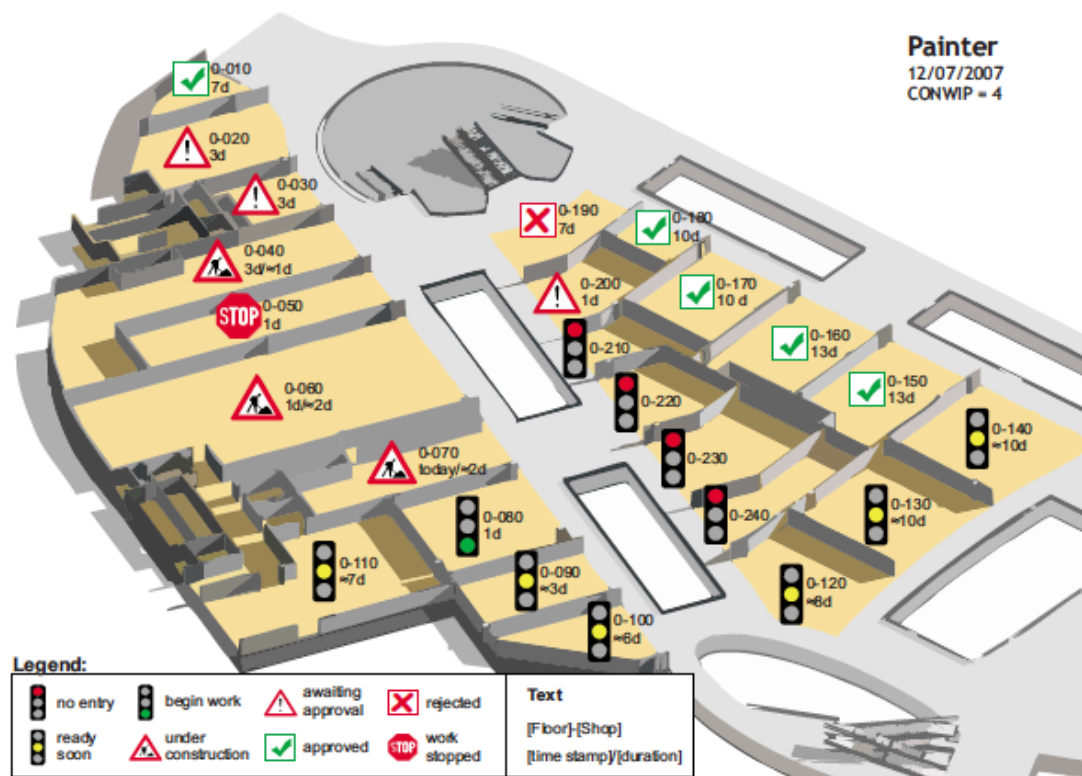 Painter
12/07/2007
CONWIP = 4
0-010
7d
0-020
3d
0-030
3d
0-040
3d/≈1d
STOP
0-050
1d
0-060
1d/≈2d
0-070
today/≈2d
0-080
1d
0-090
≈3d
0-100
≈6d
0-110
≈7d
0-190
7d
0-180
10d
0-200
1d
0-170
10 d
0-210
0-160
13d
0-220
0-150
13d
0-230
0-140
≈10d
0-240
0-130
≈10d
0-120
≈8d
Legend:
no entry
begin work
awaiting
approval
rejected
ready
soon
under
construction
approved
STOP
work
stopped
Text
[Floor]-[Shop]
[time stamp]/[duration]